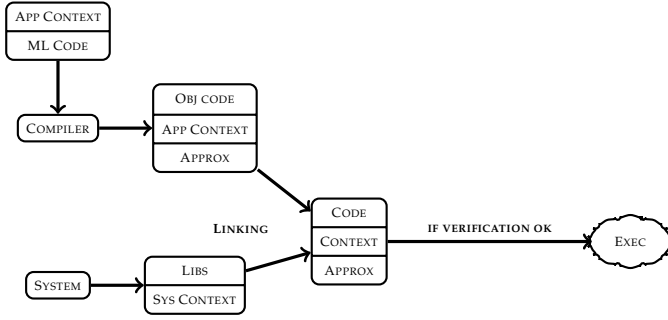 APP CONTEXT
ML CODE
COMPILER
OBJ CODE
APP CONTEXT
APPROX
LINKING
CODE
CONTEXT
APPROX
IF VERIFICATION OK
EXEC
SYSTEM
LIBS
SYS CONTEXT